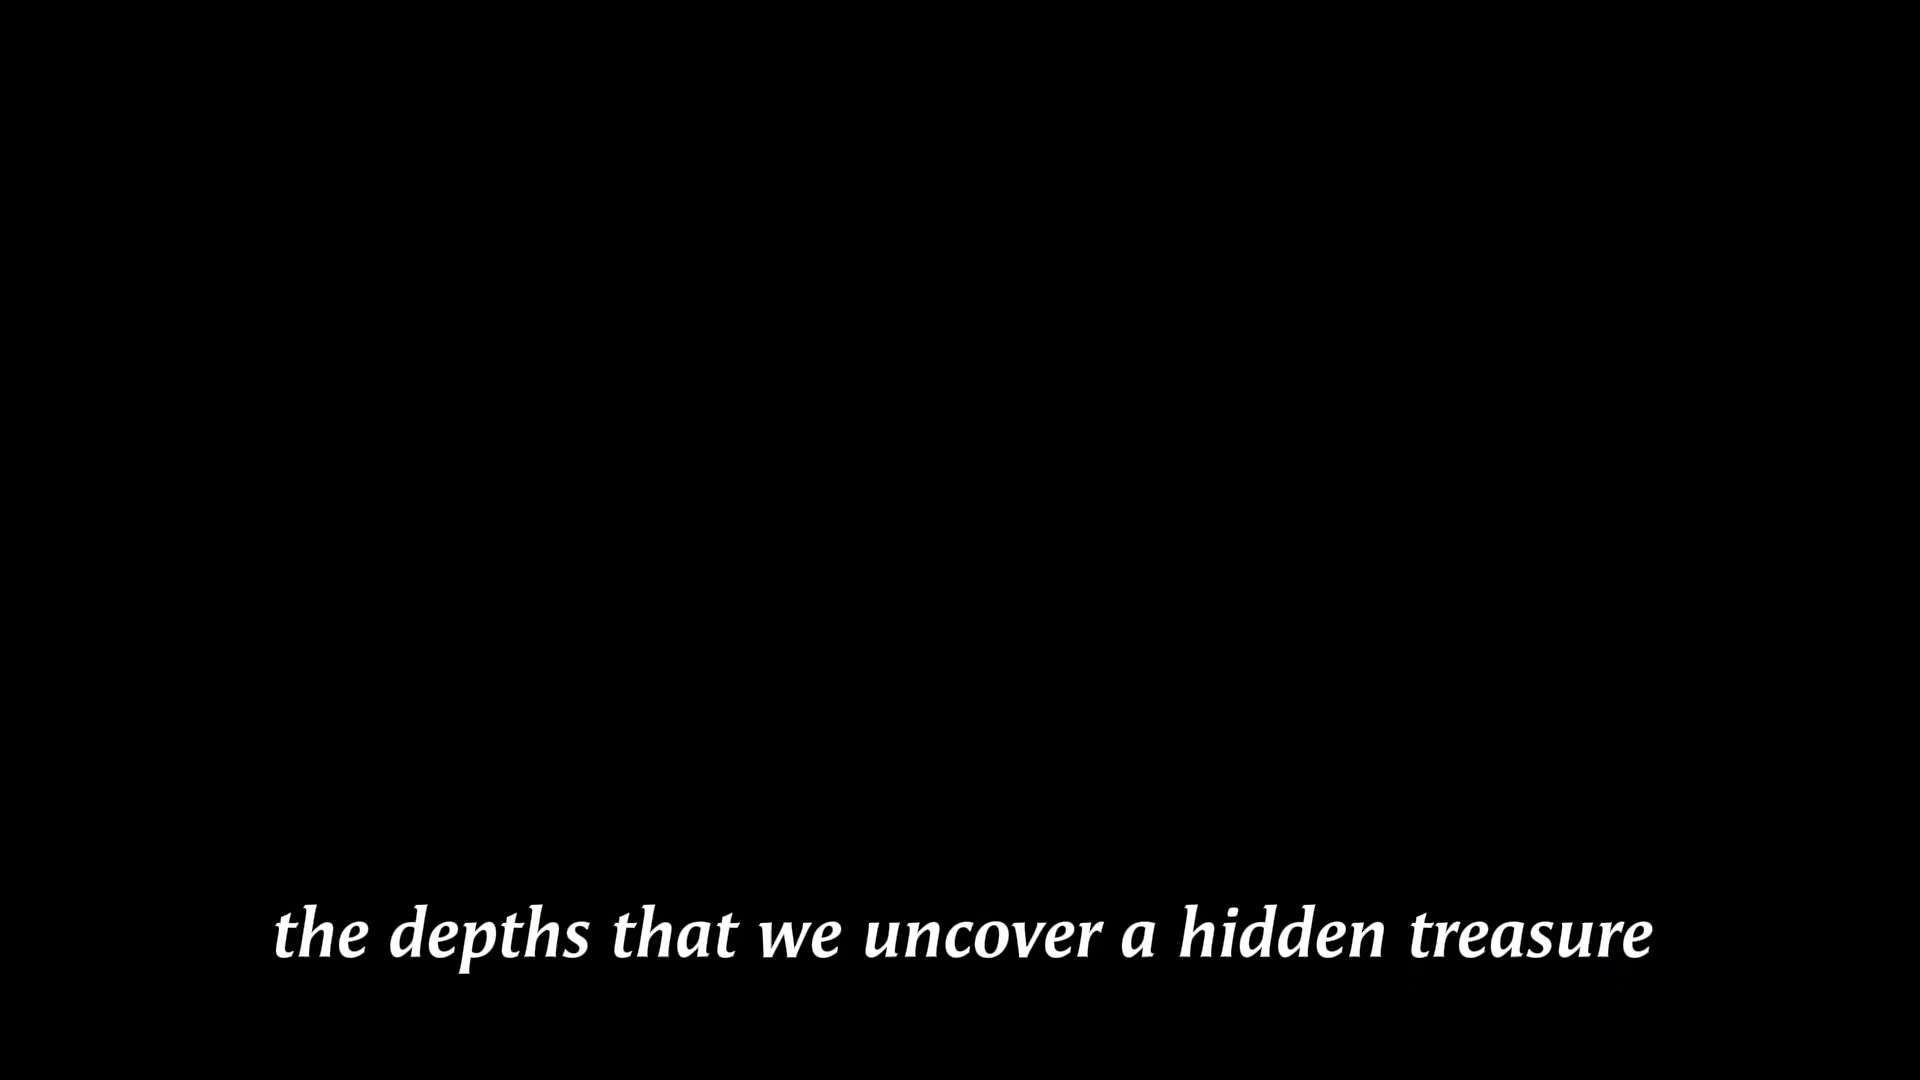 the depths that we uncover a hidden treasure